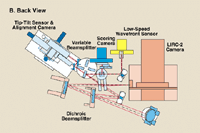 B. Back View
Tip-Tilt Sensor &
Alignment Camera
Variable
Beamsplitter
Seeing
Camera
Low-Speed
Wavefront Sensor
LIRC-2
Camera
Dichroic
Beamsplitter